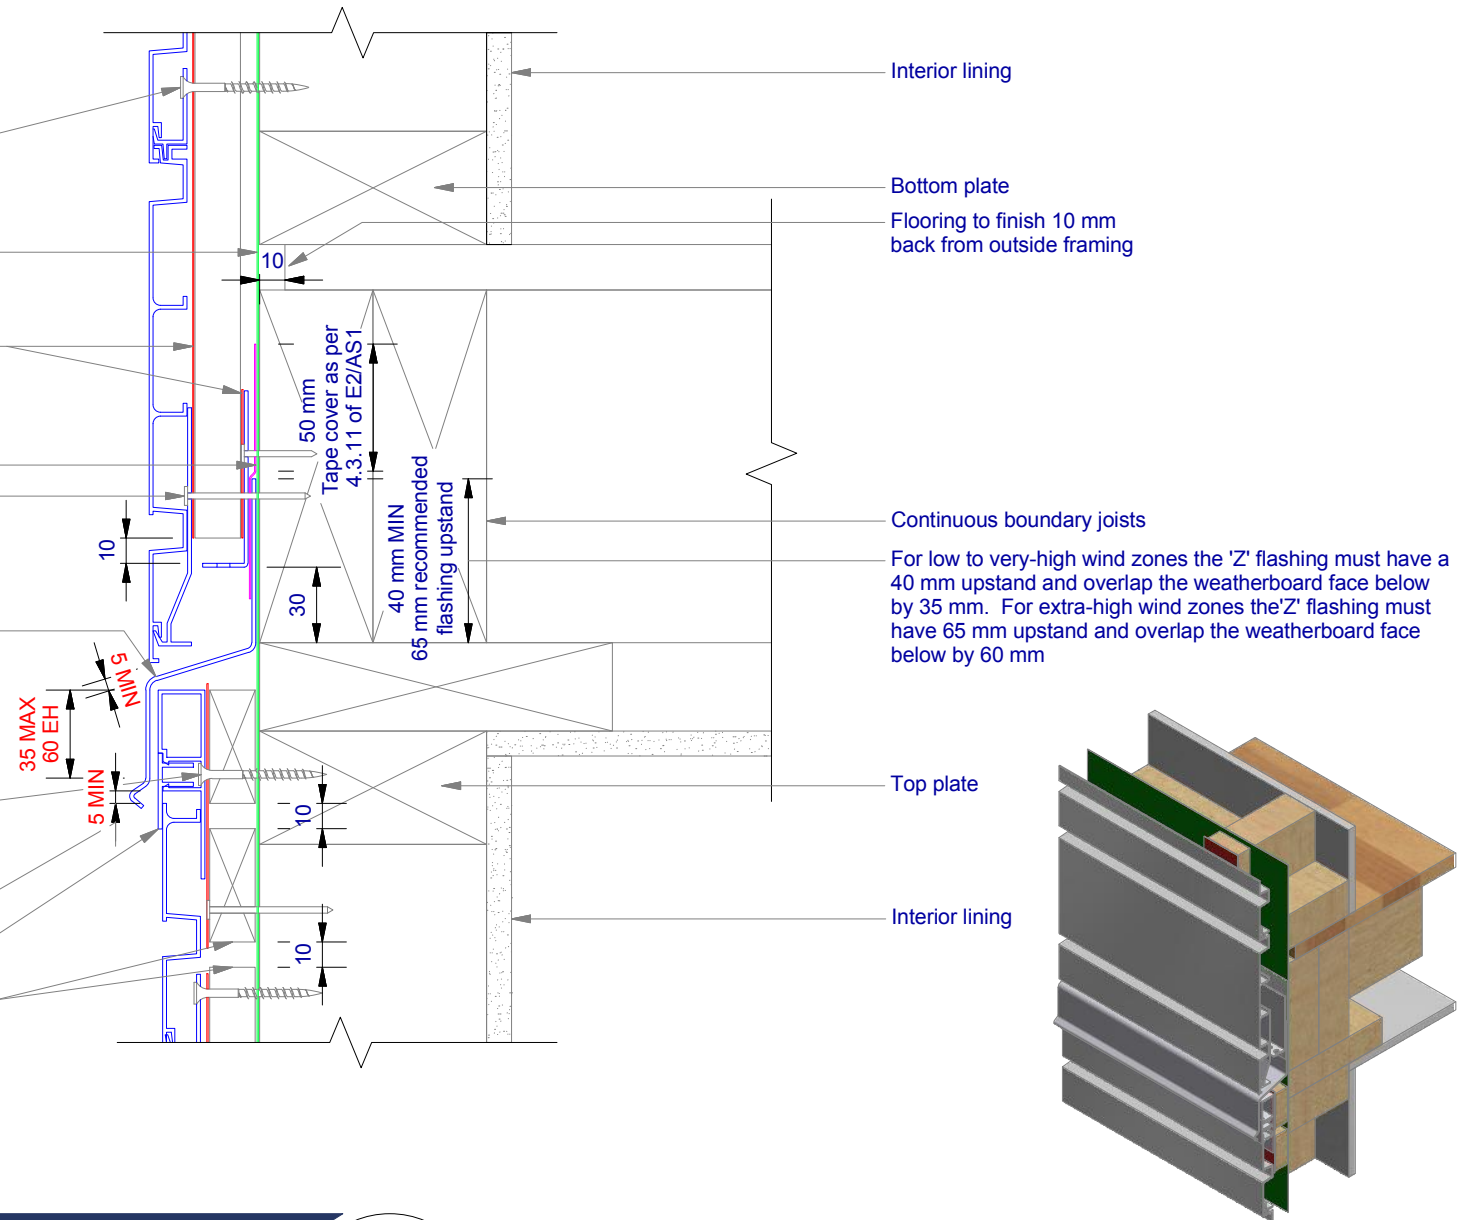 Interior lining
Bottom plate
Flooring to finish 10 mm
back from outside framing
10
50 mm
Tape cover as per
4.3.11 of E2/AS1
40 mm MIN
65 mm recommended
flashing upstand
Continuous boundary joists
10
30
For low to very-high wind zones the 'Z' flashing must have a
40 mm upstand and overlap the weatherboard face below
by 35 mm. For extra-high wind zones the'Z' flashing must
have 65 mm upstand and overlap the weatherboard face
below by 60 mm
5 MIN
35 MAX
60 EH
5 MIN
10
Top plate
Interior lining
10